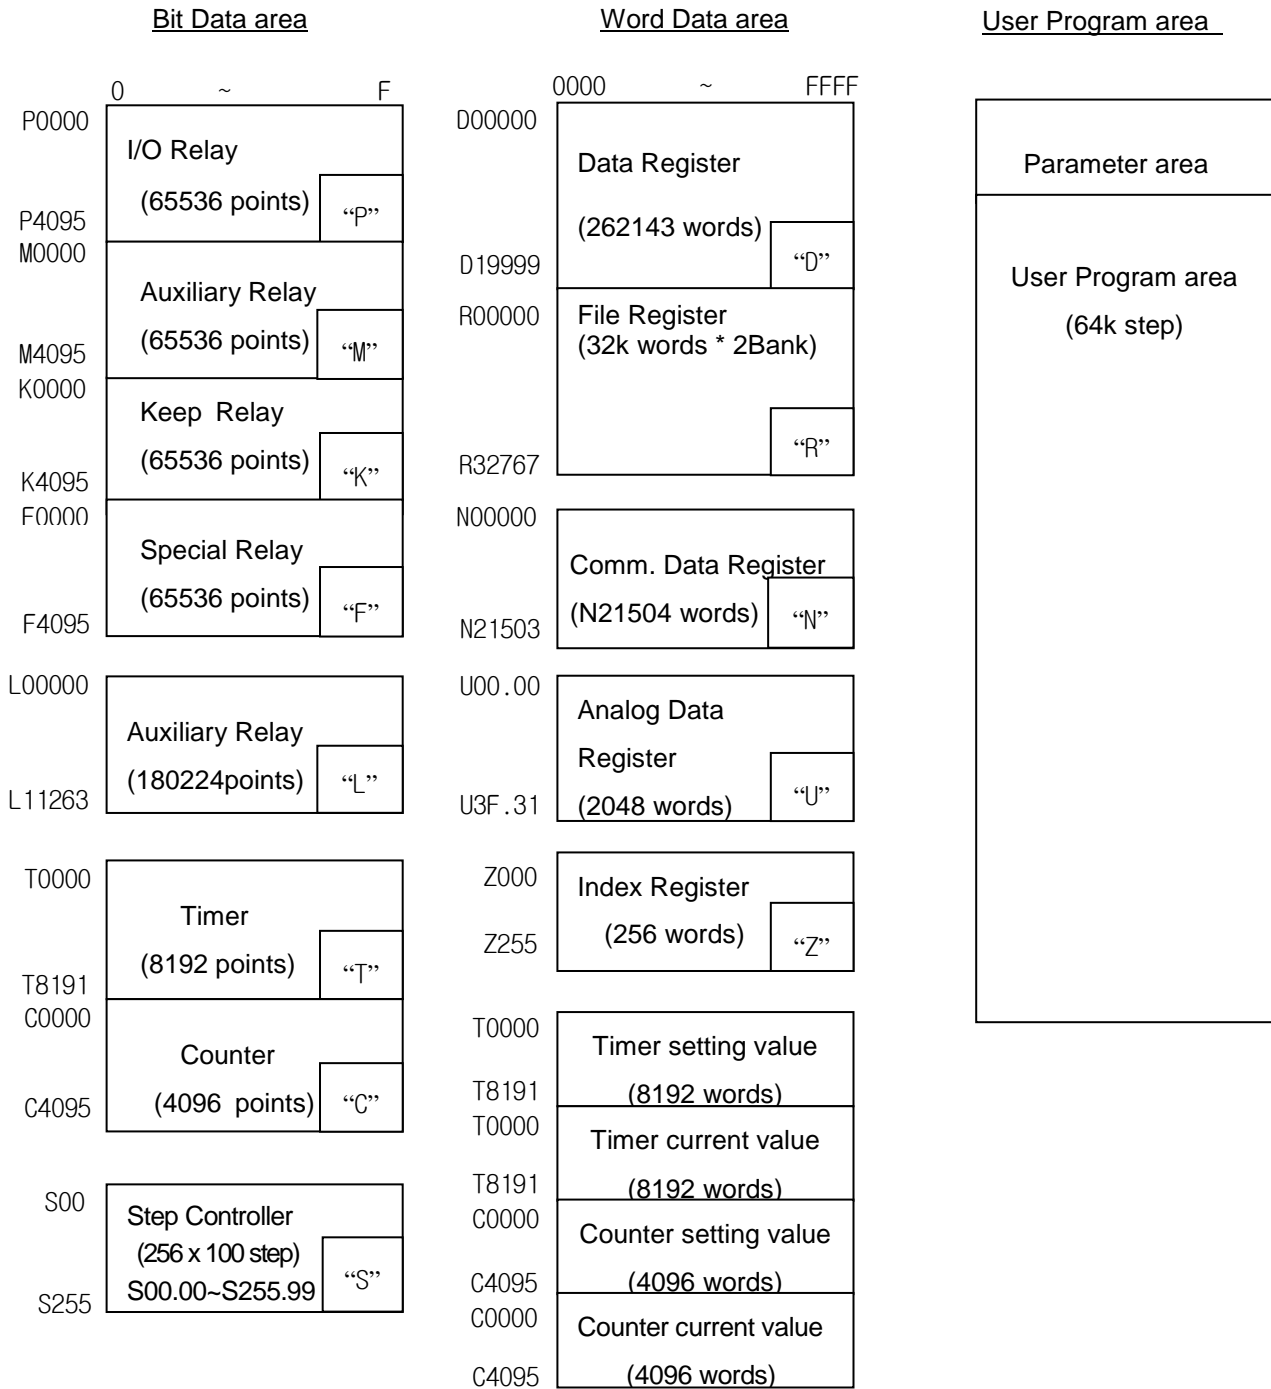 Bit Data area
0 ~ F
P0000
I/O Relay
(65536 points)
“P”
P4095
M0000
Auxiliary Relay
(65536 points)
“M”
M4095
K0000
Keep Relay
(65536 points)
“K”
K4095
F0000
Special Relay
(65536 points)
“F”
F4095
L00000
Auxiliary Relay
(180224points)
“L”
L11263
T0000
Timer
(8192 points)
“T”
T8191
C0000
Counter
(4096 points)
“C”
C4095
S00
Step Controller
(256 x 100 step)
“S”
S00.00~S255.99
S255
Word Data area
0000 ~ FFFF
D00000
Data Register
(262143 words)
“D”
D19999
R00000
File Register
(32k words * 2Bank)
“R”
R32767
N00000
Comm. Data Register
(N21504 words)
“N”
N21503
U00.00
Analog Data
Register
(2048 words)
“U”
U3F.31
Z000
Index Register
(256 words)
“Z”
Z255
T0000
Timer setting value
T8191
(8192 words)
T0000
Timer current value
T8191
(8192 words)
C0000
Counter setting value
C4095
(4096 words)
C0000
Counter current value
C4095
(4096 words)
User Program area
Parameter area
User Program area
(64k step)